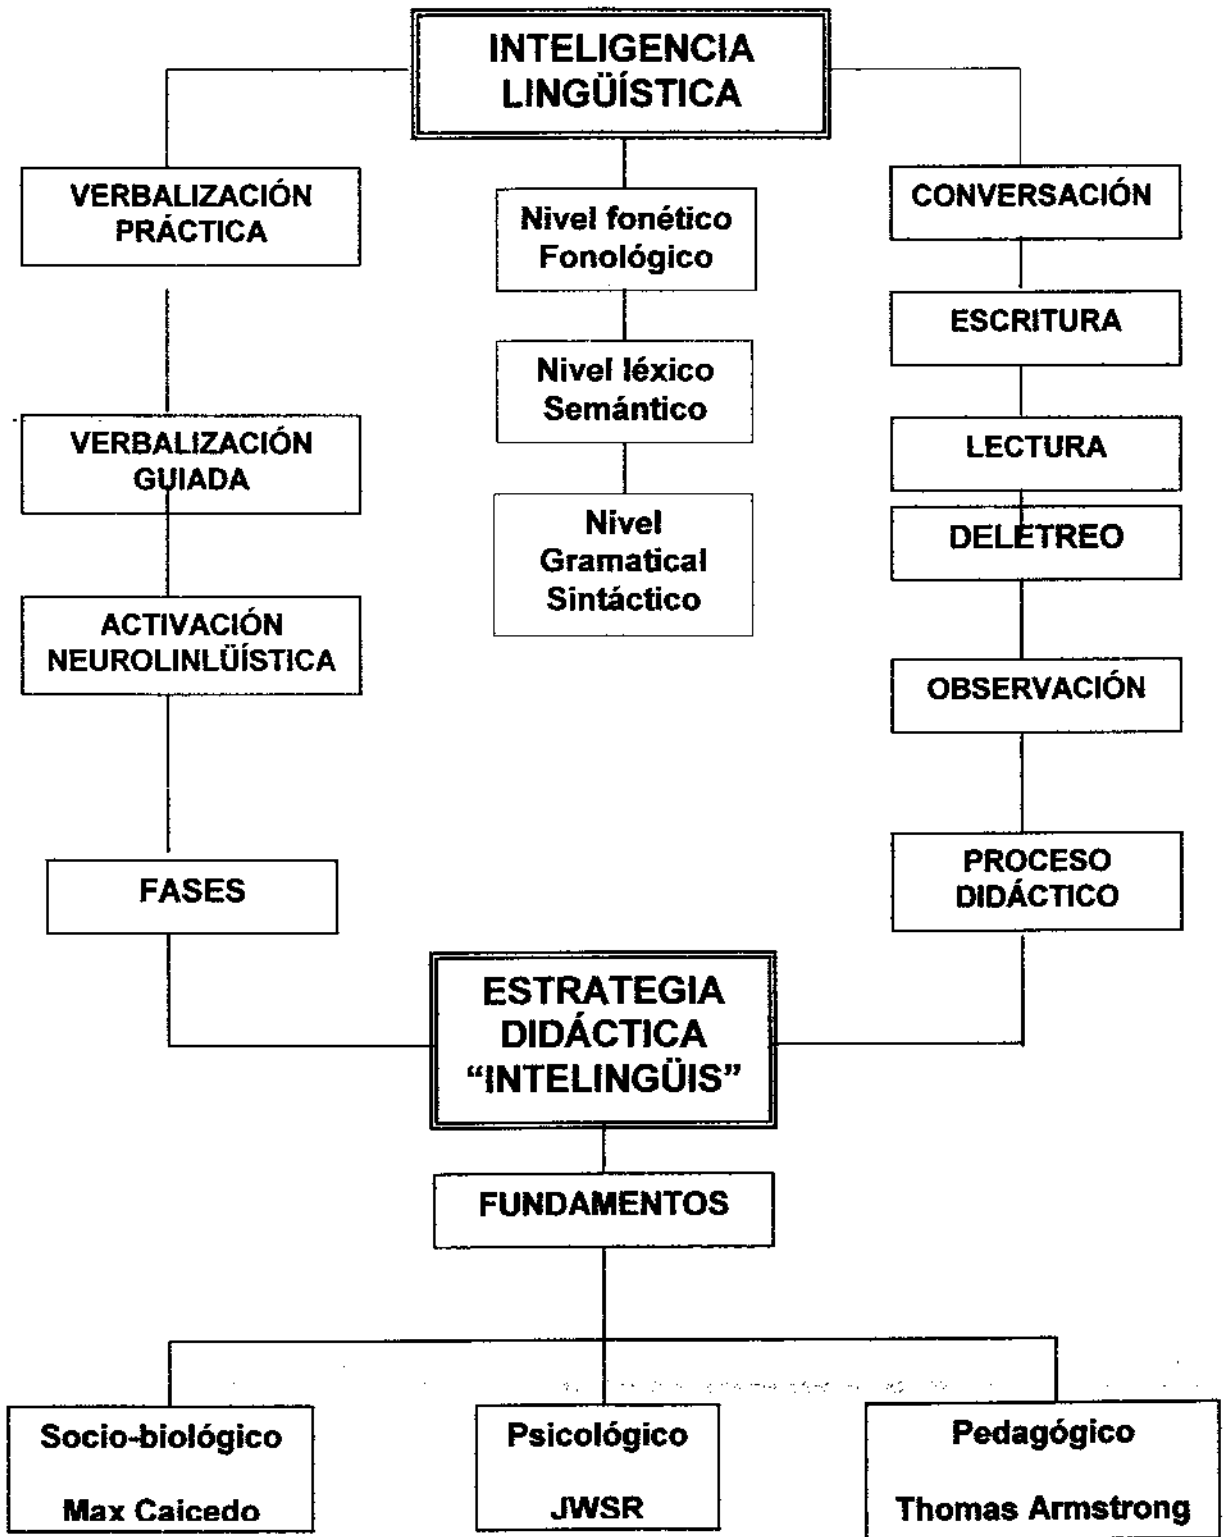 INTELIGENCIA
LINGÜÍSTICA
VERBALIZACIÓN
PRÁCTICA
Nivel fonético
Fonológico
CONVERSACIÓN
ESCRITURA
Nivel léxico
Semántico
VERBALIZACIÓN
GUIADA
LECTURA
Nivel
Gramatical
Sintáctico
DELETREO
ACTIVACIÓN
NEUROLINLÜÍSTICA
OBSERVACIÓN
FASES
PROCESO
DIDÁCTICO
ESTRATEGIA
DIDÁCTICA
“INTELINGÜIS”
FUNDAMENTOS
Socio-biológico
Max Caicedo
Psicológico
JWSR
Pedagógico
Thomas Armstrong